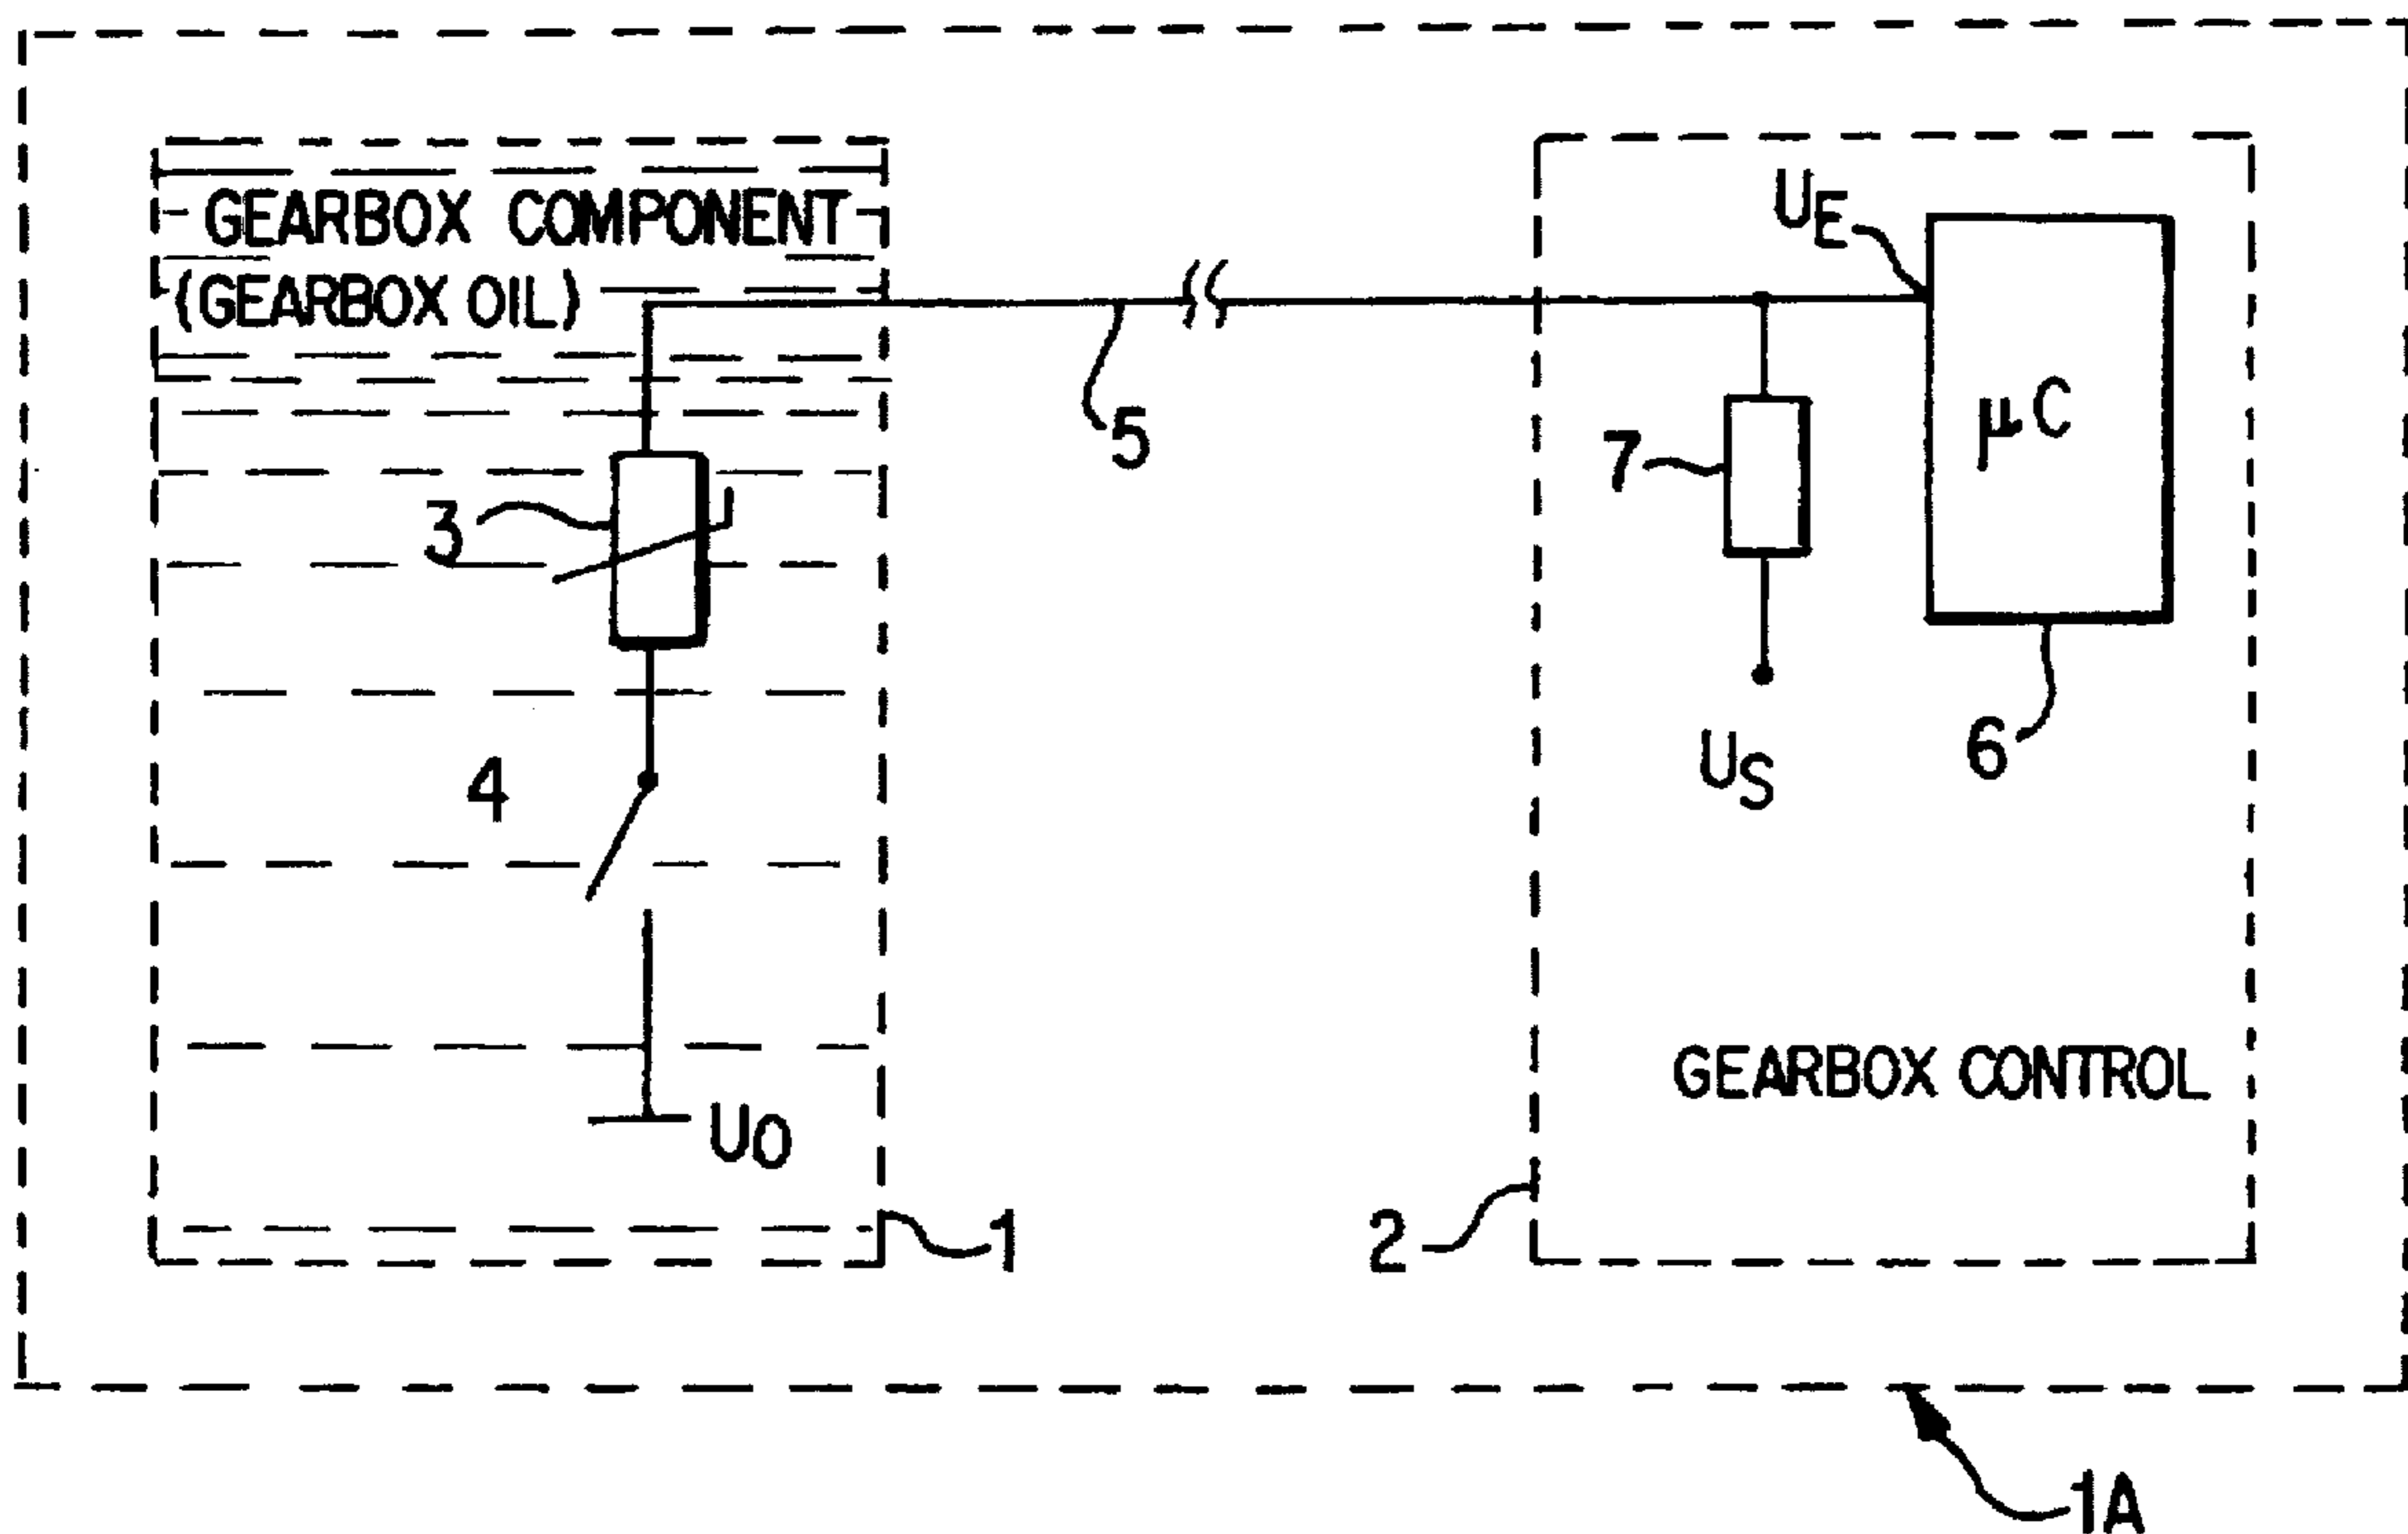 GEARBOX COMPONENT
(GEARBOX OIL)
UE
μC
5
7
3
6
US
4
GEARBOX CONTROL
UO
1
2
1A